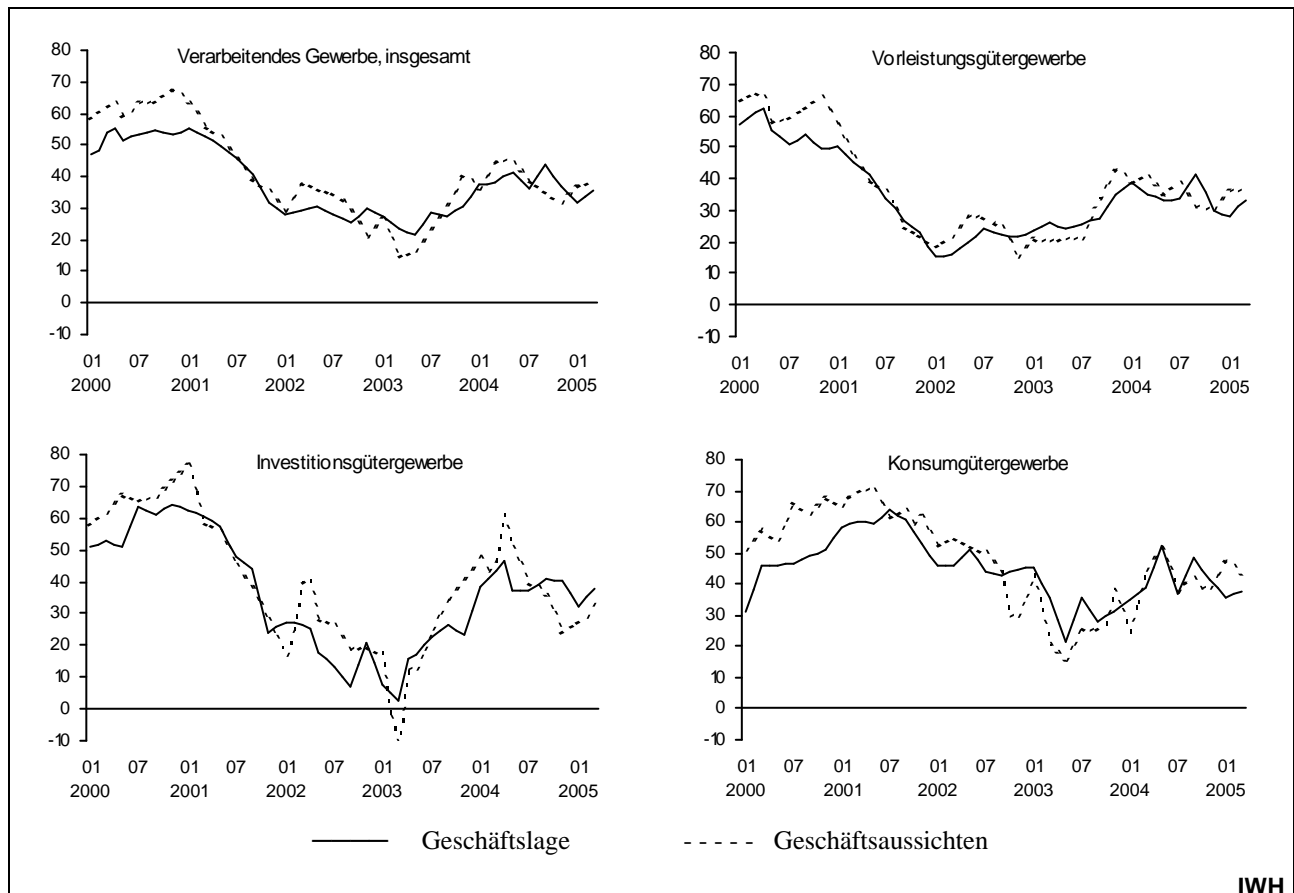 Verarbeitendes Gewerbe, insgesamt
80
70
60
50
40
30
20
10
0
-10
01 07 01 07 01 07 01 07 01 07 01
2000 2001 2002 2003 2004 2005
Vorleistungsgütergewerbe
80
70
60
50
40
30
20
10
0
-10
01 07 01 07 01 07 01 07 01 07 01
2000 2001 2002 2003 2004 2005
Investitionsgütergewerbe
80
70
60
50
40
30
20
10
0
-10
01 07 01 07 01 07 01 07 01 07 01
2000 2001 2002 2003 2004 2005
Konsumgütergewerbe
80
70
60
50
40
30
20
10
0
-10
01 07 01 07 01 07 01 07 01 07 01
2000 2001 2002 2003 2004 2005
Geschäftslage Geschäftsaussichten
IWH